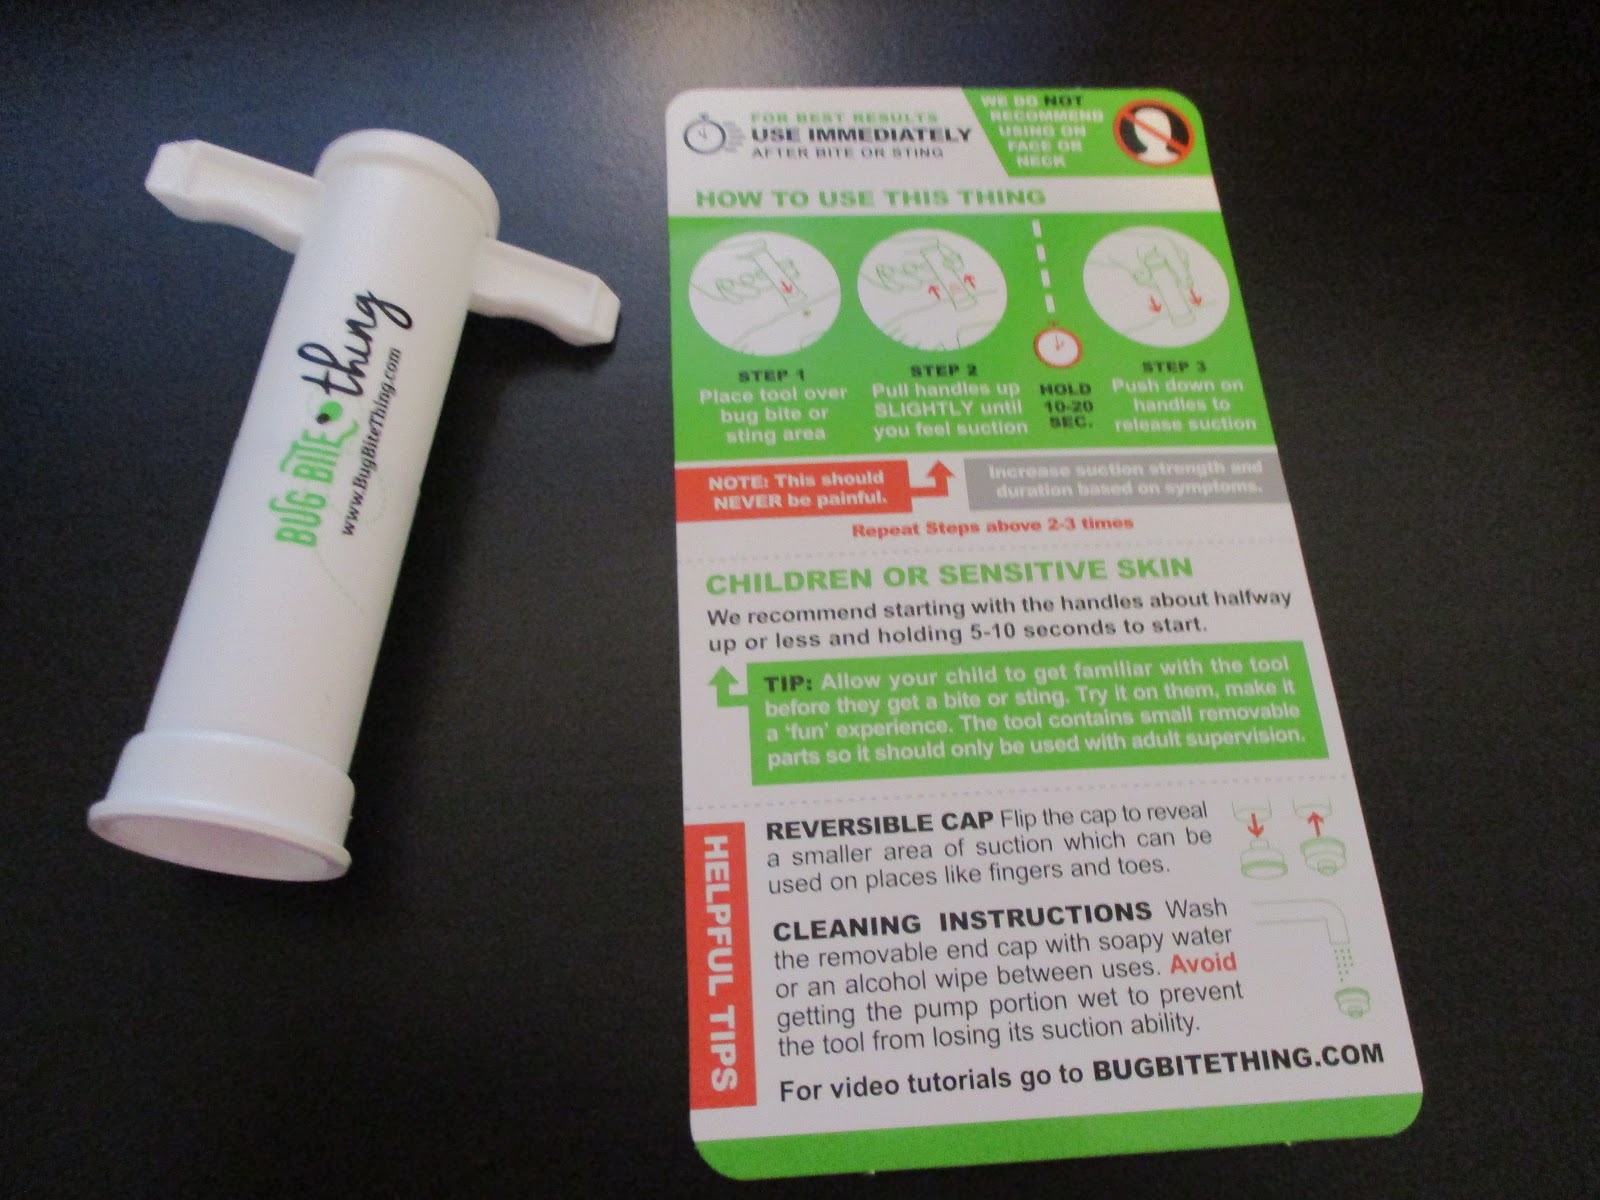 BUG BITE thing
www.BugBiteThing.com
FOR BEST RESULTS
USE IMMEDIATELY
AFTER BITE OR STING
WE DO NOT
RECOMMEND
USING ON
FACE OR
NECK
HOW TO USE THIS THING
STEP 1
Place tool over
bug bite or
sting area
STEP 2
Pull handles up
SLIGHTLY until
you feel suction
HOLD
10-20
SEC.
STEP 3
Push down on
handles to
release suction
NOTE: This should
NEVER be painful.
Increase suction strength and
duration based on symptoms.
Repeat Steps above 2-3 times
CHILDREN OR SENSITIVE SKIN
We recommend starting with the handles about halfway
up or less and holding 5-10 seconds to start.
TIP: Allow your child to get familiar with the tool
before they get a bite or sting. Try it on them, make it
a 'fun' experience. The tool contains small removable
parts so it should only be used with adult supervision.
HELPFUL TIPS
REVERSIBLE CAP Flip the cap to reveal
a smaller area of suction which can be
used on places like fingers and toes.
CLEANING INSTRUCTIONS Wash
the removable end cap with soapy water
or an alcohol wipe between uses. Avoid
getting the pump portion wet to prevent
the tool from losing its suction ability.
For video tutorials go to BUGBITETHING.COM